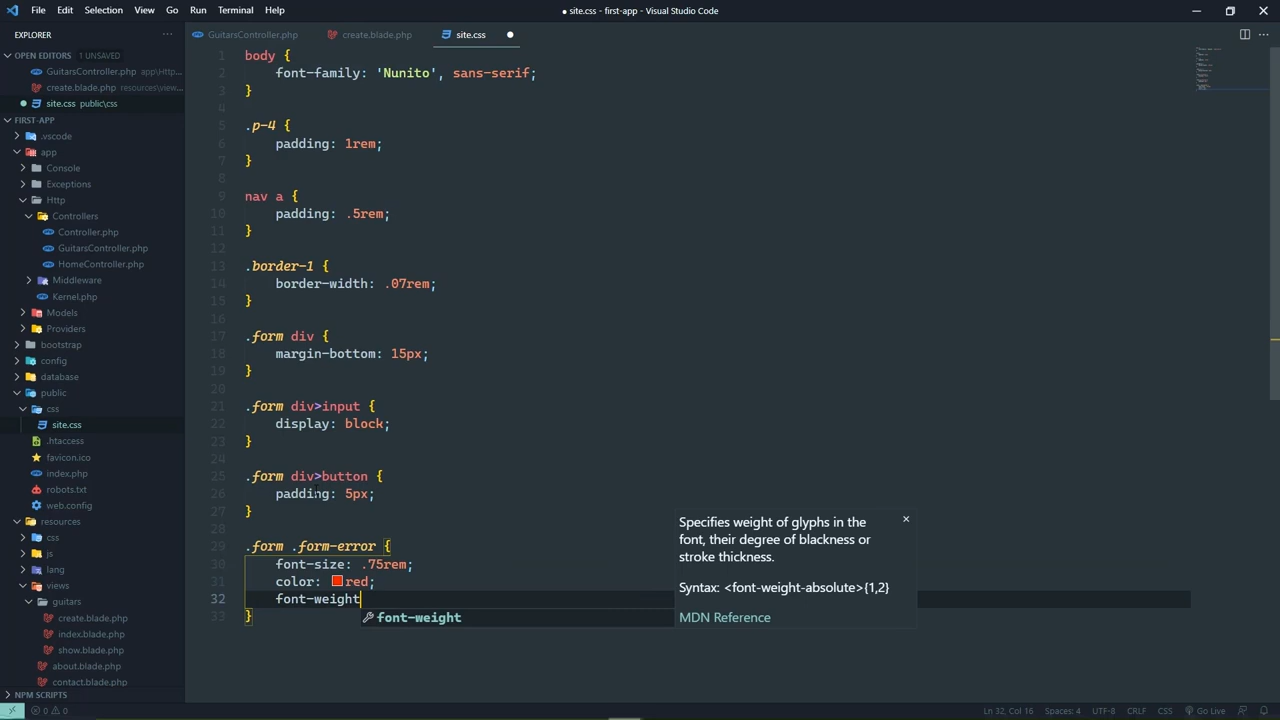 File Edit Selection View Go Run Terminal Help
● site.css - first-app - Visual Studio Code
EXPLORER
OPEN EDITORS 1 UNSAVED
GuitarsController.php app\Http...
create.blade.php resources\view...
site.css public\css
FIRST-APP
.vscode
app
Console
Exceptions
Http
Controllers
Controller.php
GuitarsController.php
HomeController.php
Middleware
Kernel.php
Models
Providers
bootstrap
config
database
public
css
site.css
.htaccess
favicon.ico
index.php
robots.txt
web.config
resources
css
js
lang
views
guitars
create.blade.php
index.blade.php
show.blade.php
about.blade.php
contact.blade.php
NPM SCRIPTS
GuitarsController.php create.blade.php site.css
1 body {
2 font-family: 'Nunito', sans-serif;
3 }
4
5 .p-4 {
6 padding: 1rem;
7 }
8
9 nav a {
10 padding: .5rem;
11 }
12
13 .border-1 {
14 border-width: .07rem;
15 }
16
17 .form div {
18 margin-bottom: 15px;
19 }
20
21 .form div>input {
22 display: block;
23 }
24
25 .form div>button {
26 padding: 5px;
27 }
28
29 .form .form-error {
30 font-size: .75rem;
31 color: red;
32 font-weight
33 }
font-weight
Specifies weight of glyphs in the
font, their degree of blackness or
stroke thickness.
Syntax: <font-weight-absolute>{1,2}
MDN Reference
0 0
Ln 32, Col 16 Spaces: 4 UTF-8 CRLF CSS Go Live